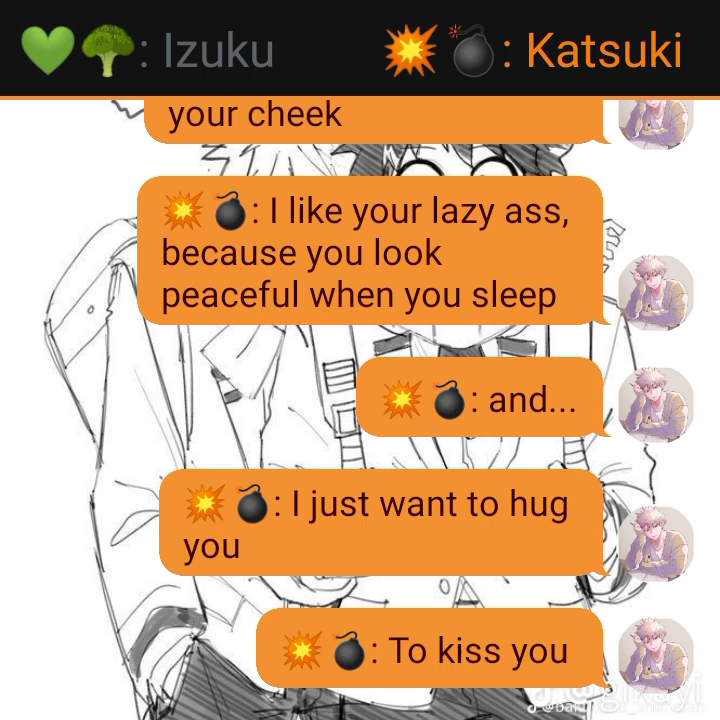 💚🥦: Izuku 💥💣: Katsuki
your cheek
💥💣: I like your lazy ass,
because you look
peaceful when you sleep
💥💣: and...
💥💣: I just want to hug
you
💥💣: To kiss you